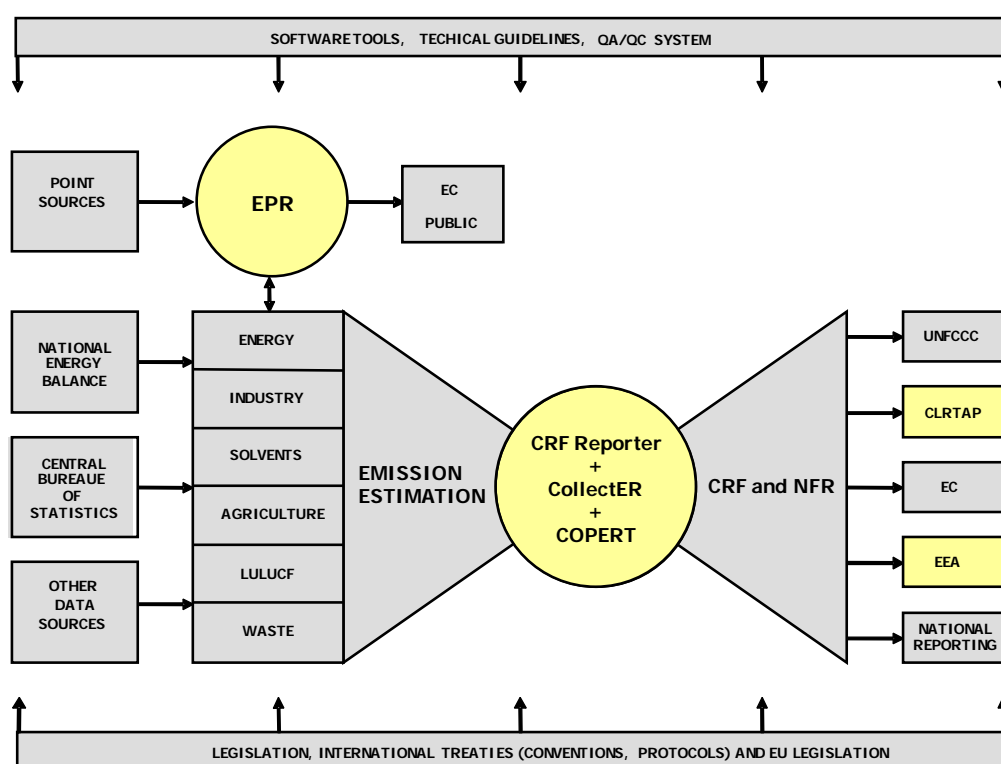 SOFTWARE TOOLS, TECHICAL GUIDELINES, QA/QC SYSTEM
POINT
SOURCES
EPR
EC
PUBLIC
NATIONAL
ENERGY
BALANCE
CENTRAL
BUREAUE
OF
STATISTICS
OTHER
DATA
SOURCES
ENERGY
INDUSTRY
SOLVENTS
AGRICULTURE
LULUCF
WASTE
EMISSION
ESTIMATION
CRF Reporter
+
CollectER
+
COPERT
CRF and NFR
UNFCCC
CLRTAP
EC
EEA
NATIONAL
REPORTING
LEGISLATION, INTERNATIONAL TREATIES (CONVENTIONS, PROTOCOLS) AND EU LEGISLATION